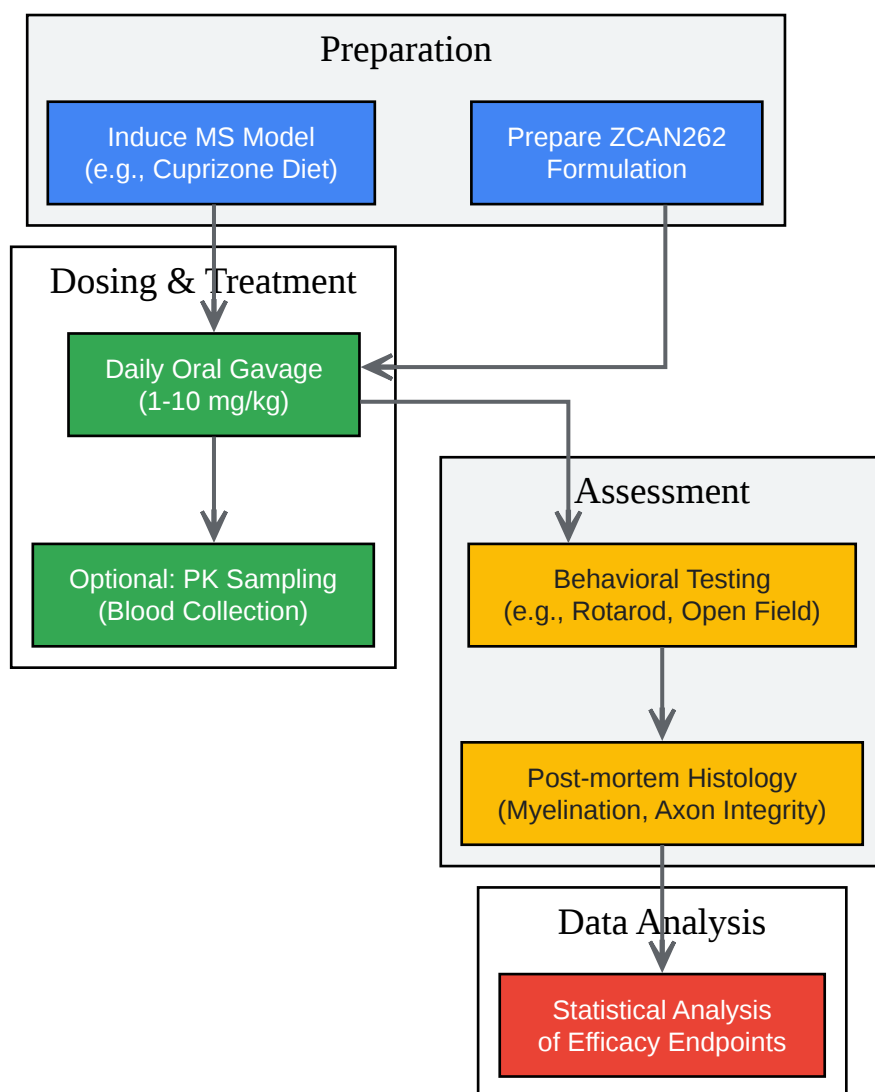 Preparation
Induce MS Model
(e.g., Cuprizone Diet)
Prepare ZCAN262
Formulation
Dosing & Treatment
Daily Oral Gavage
(1-10 mg/kg)
Optional: PK Sampling
(Blood Collection)
Assessment
Behavioral Testing
(e.g., Rotarod, Open Field)
Post-mortem Histology
(Myelination, Axon Integrity)
Data Analysis
Statistical Analysis
of Efficacy Endpoints